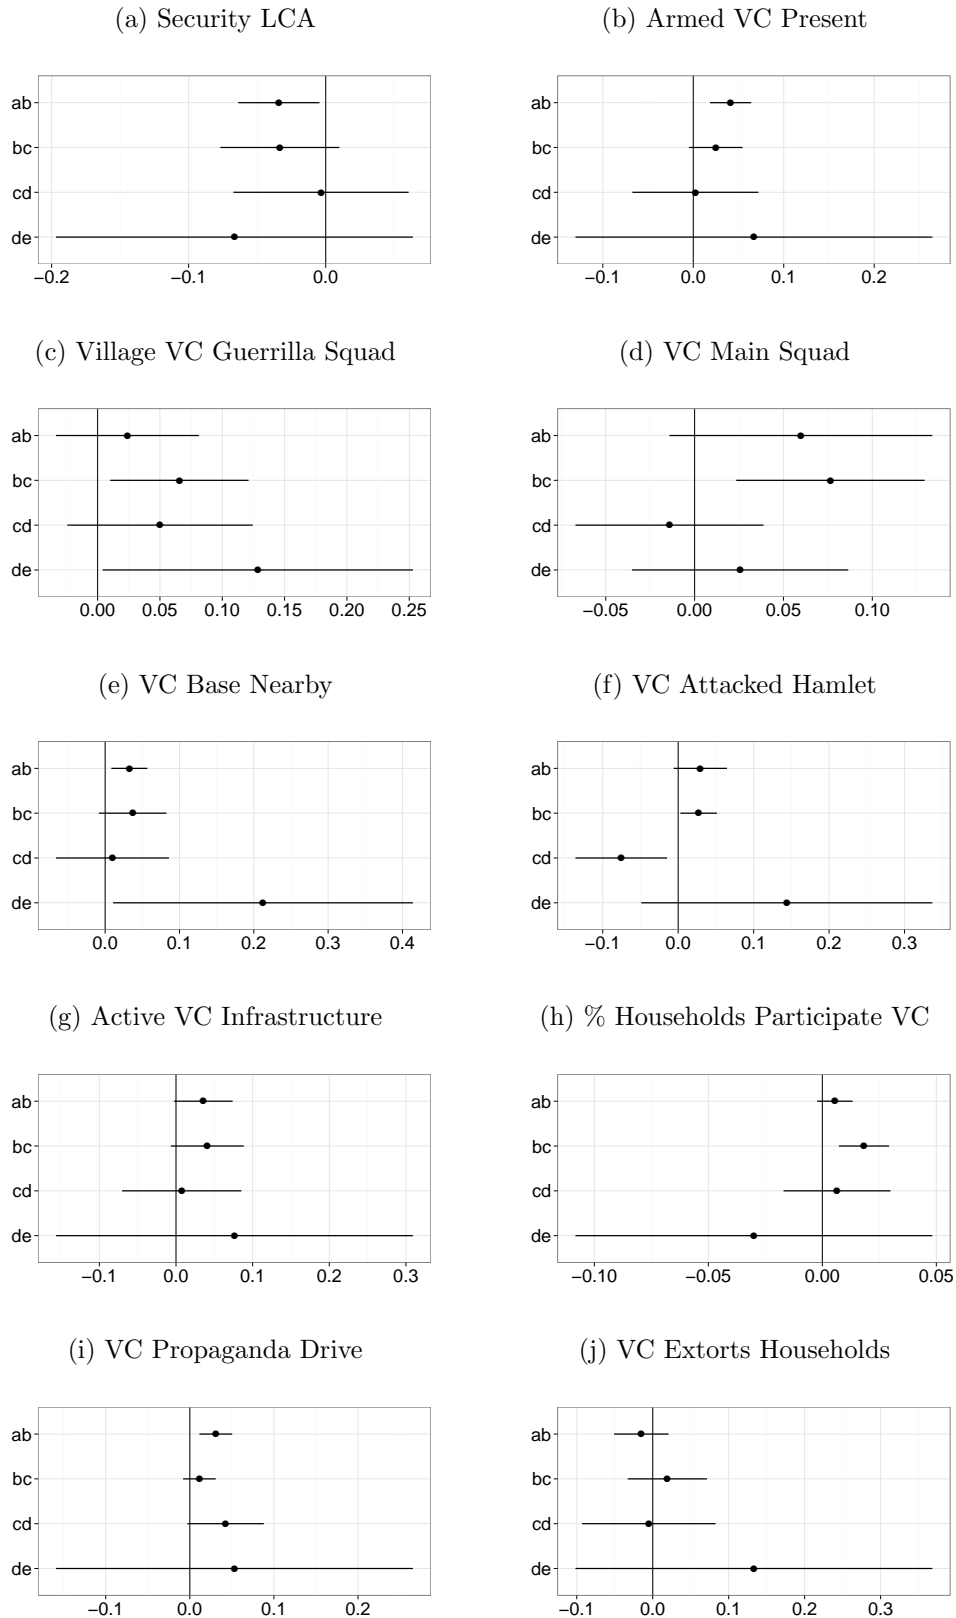 (a) Security LCA
(b) Armed VC Present
ab
bc
cd
de
−0.2 −0.1 0.0
ab
bc
cd
de
−0.1 0.0 0.1 0.2
(c) Village VC Guerrilla Squad
(d) VC Main Squad
ab
bc
cd
de
0.00 0.05 0.10 0.15 0.20 0.25
ab
bc
cd
de
−0.05 0.00 0.05 0.10
(e) VC Base Nearby
(f) VC Attacked Hamlet
ab
bc
cd
de
0.0 0.1 0.2 0.3 0.4
ab
bc
cd
de
−0.1 0.0 0.1 0.2 0.3
(g) Active VC Infrastructure
(h) % Households Participate VC
ab
bc
cd
de
−0.1 0.0 0.1 0.2 0.3
ab
bc
cd
de
−0.10 −0.05 0.00 0.05
(i) VC Propaganda Drive
(j) VC Extorts Households
ab
bc
cd
de
−0.1 0.0 0.1 0.2
ab
bc
cd
de
−0.1 0.0 0.1 0.2 0.3